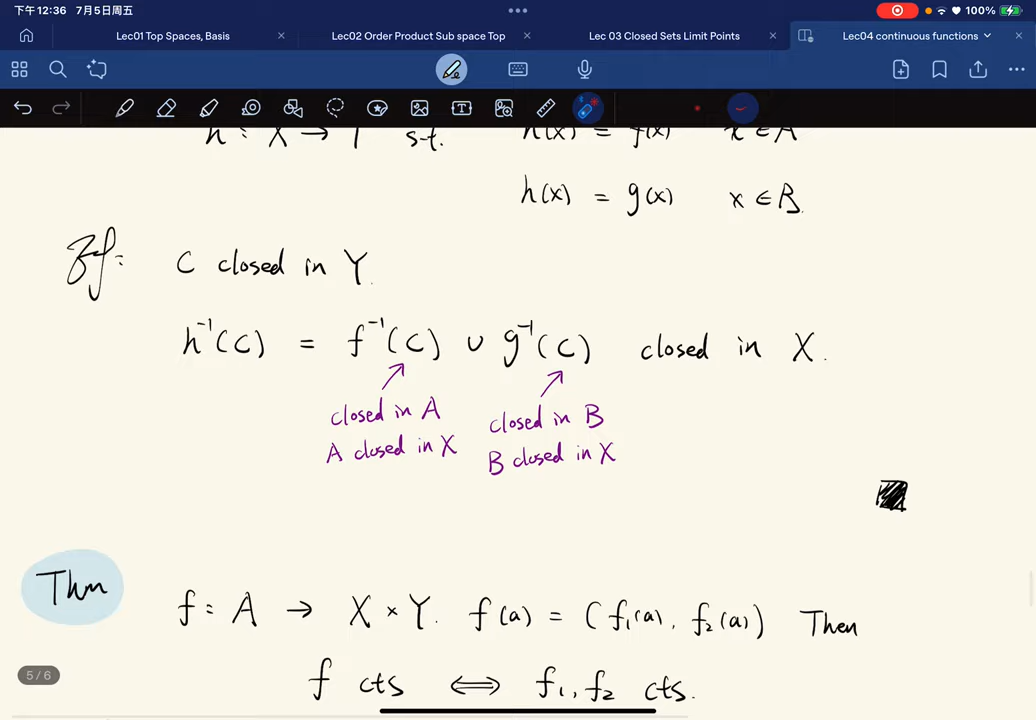 下午12:36 7月5日周五
100%
Lec01 Top Spaces, Basis
Lec02 Order Product Sub space Top
Lec 03 Closed Sets Limit Points
Lec04 continuous functions
h : X → Y s.t. h(x) = f(x) x ∈ A
h(x) = g(x) x ∈ B.
Pf: C closed in Y.
h⁻¹(C) = f⁻¹(C) ∪ g⁻¹(C) closed in X.
closed in A
A closed in X
closed in B
B closed in X
Thm
f : A → X × Y. f(a) = (f₁(a), f₂(a)) Then
f cts ⟺ f₁, f₂ cts.
5 / 6